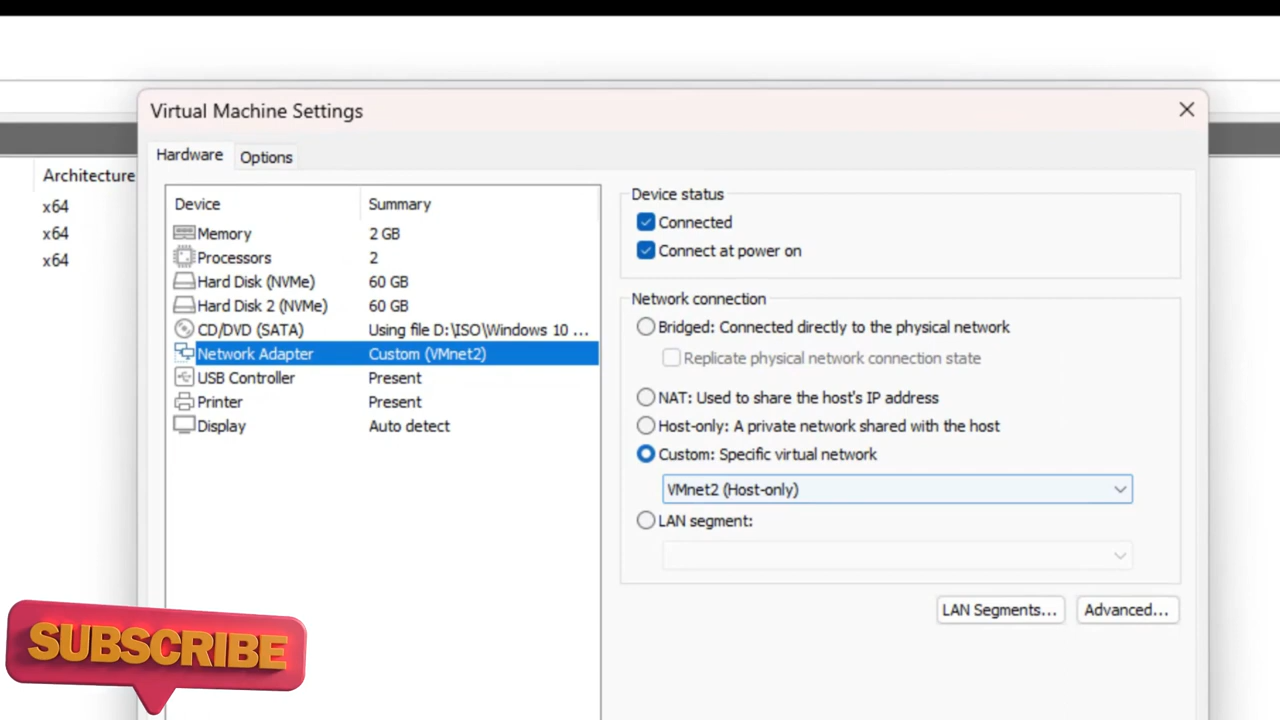 Virtual Machine Settings
Hardware Options
Architecture
x64
x64
x64
Device Summary
Memory 2 GB
Processors 2
Hard Disk (NVMe) 60 GB
Hard Disk 2 (NVMe) 60 GB
CD/DVD (SATA) Using file D:\ISO\Windows 10 ...
Network Adapter Custom (VMnet2)
USB Controller Present
Printer Present
Display Auto detect
Device status
Connected
Connect at power on
Network connection
Bridged: Connected directly to the physical network
Replicate physical network connection state
NAT: Used to share the host's IP address
Host-only: A private network shared with the host
Custom: Specific virtual network
VMnet2 (Host-only)
LAN segment:
LAN Segments... Advanced...
SUBSCRIBE